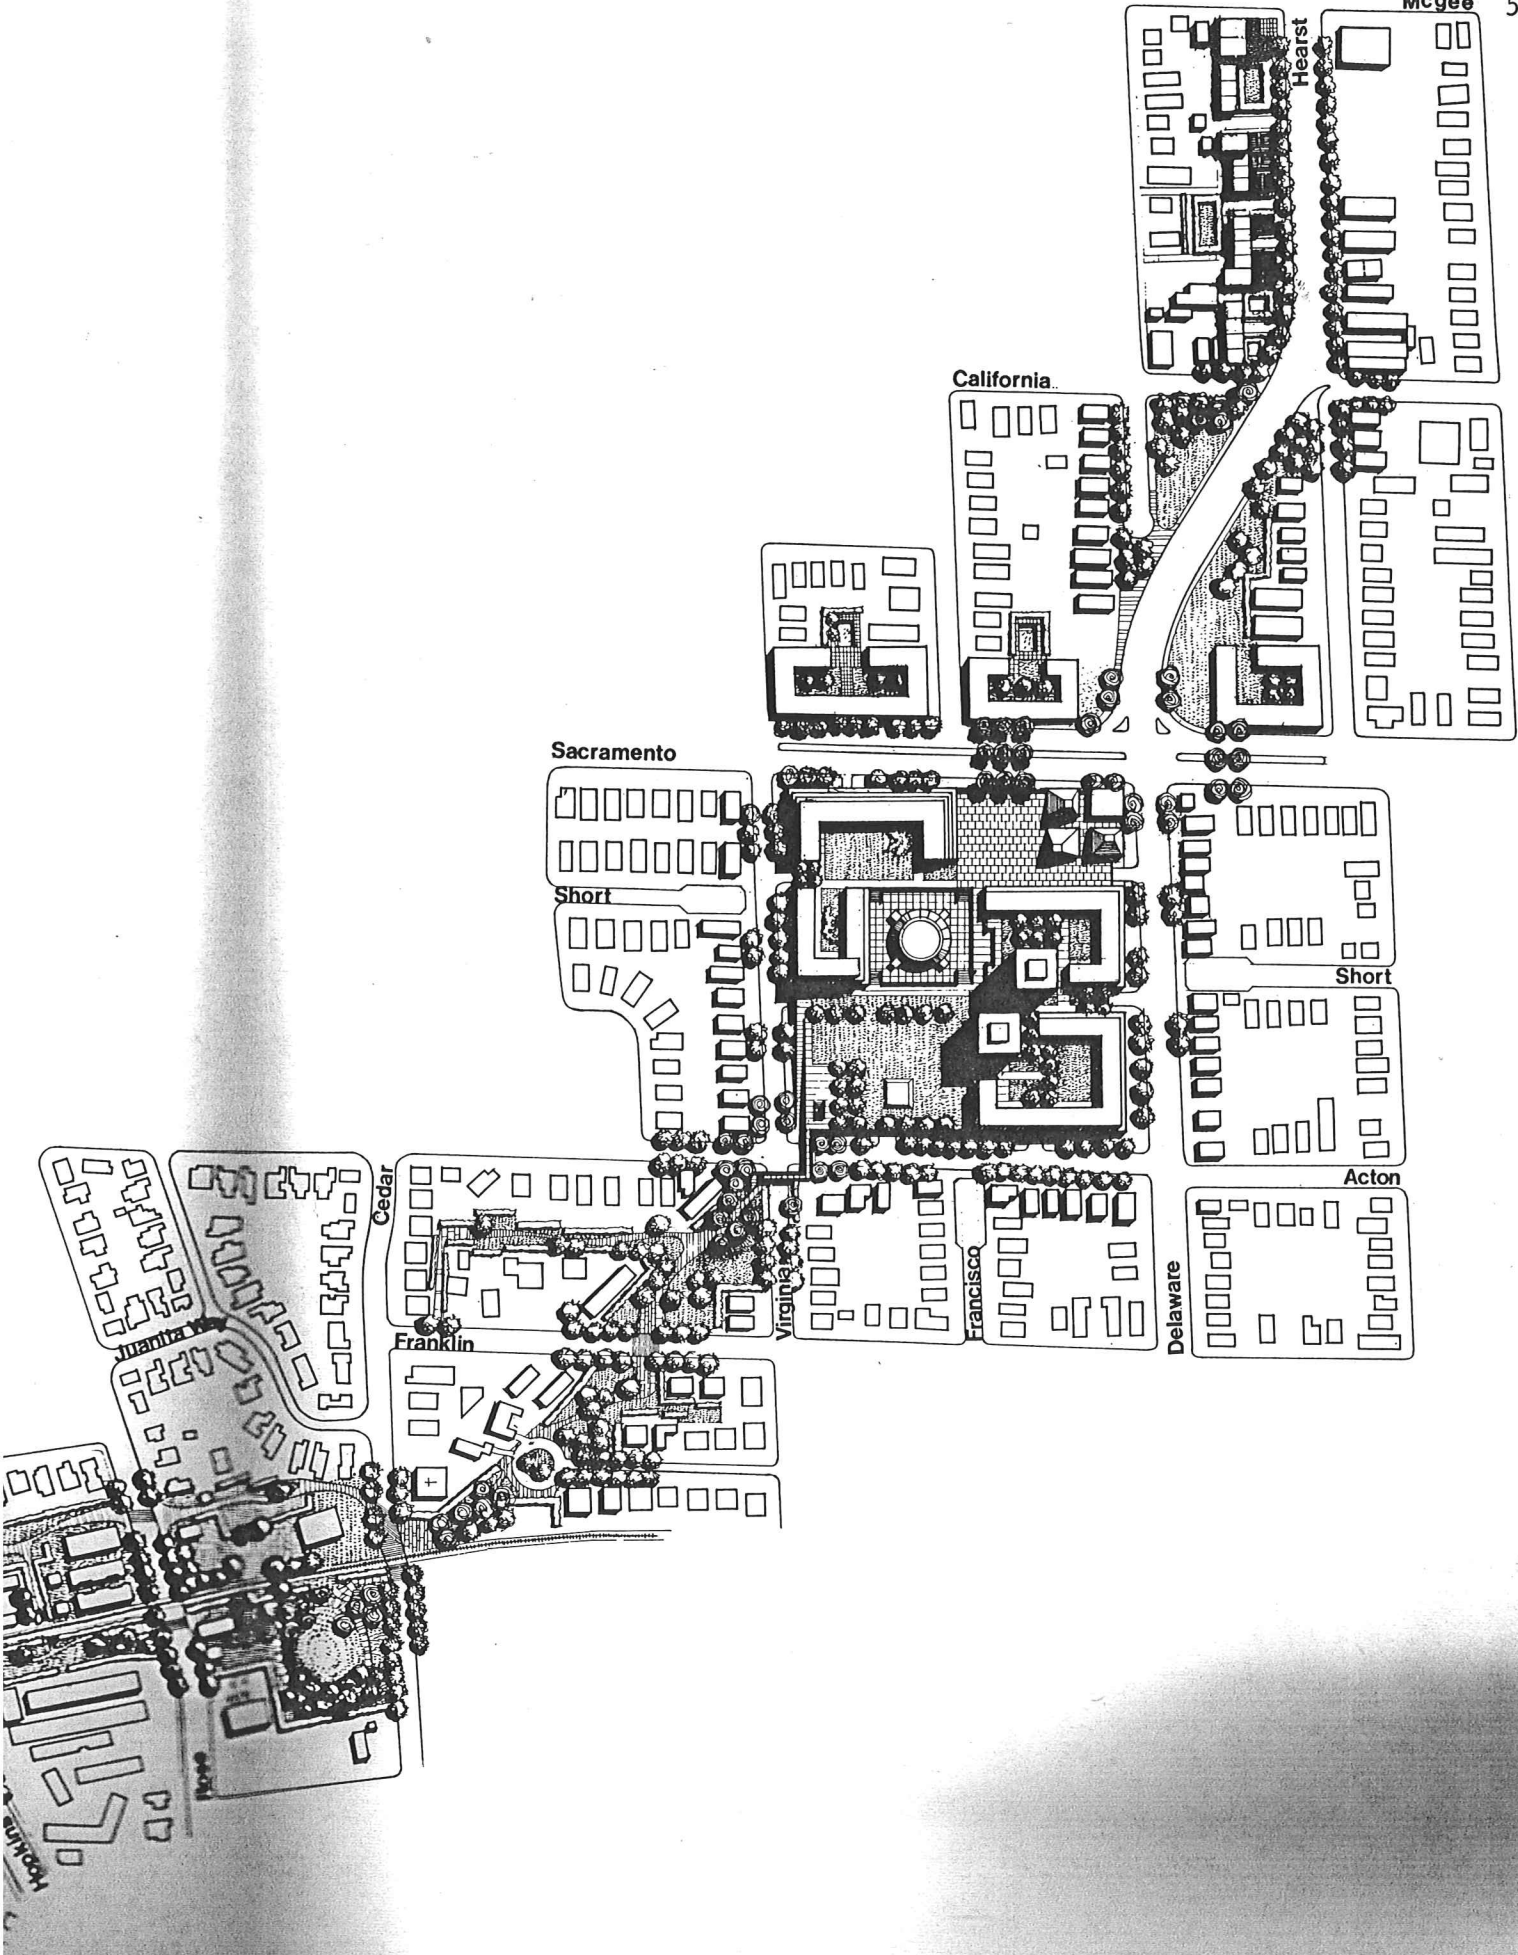 McGee 5
Hearst
California
Sacramento
Short
Short
Acton
Cedar
Virginia
Francisco
Delaware
Juanita Way
Franklin
Rose
Hopkins